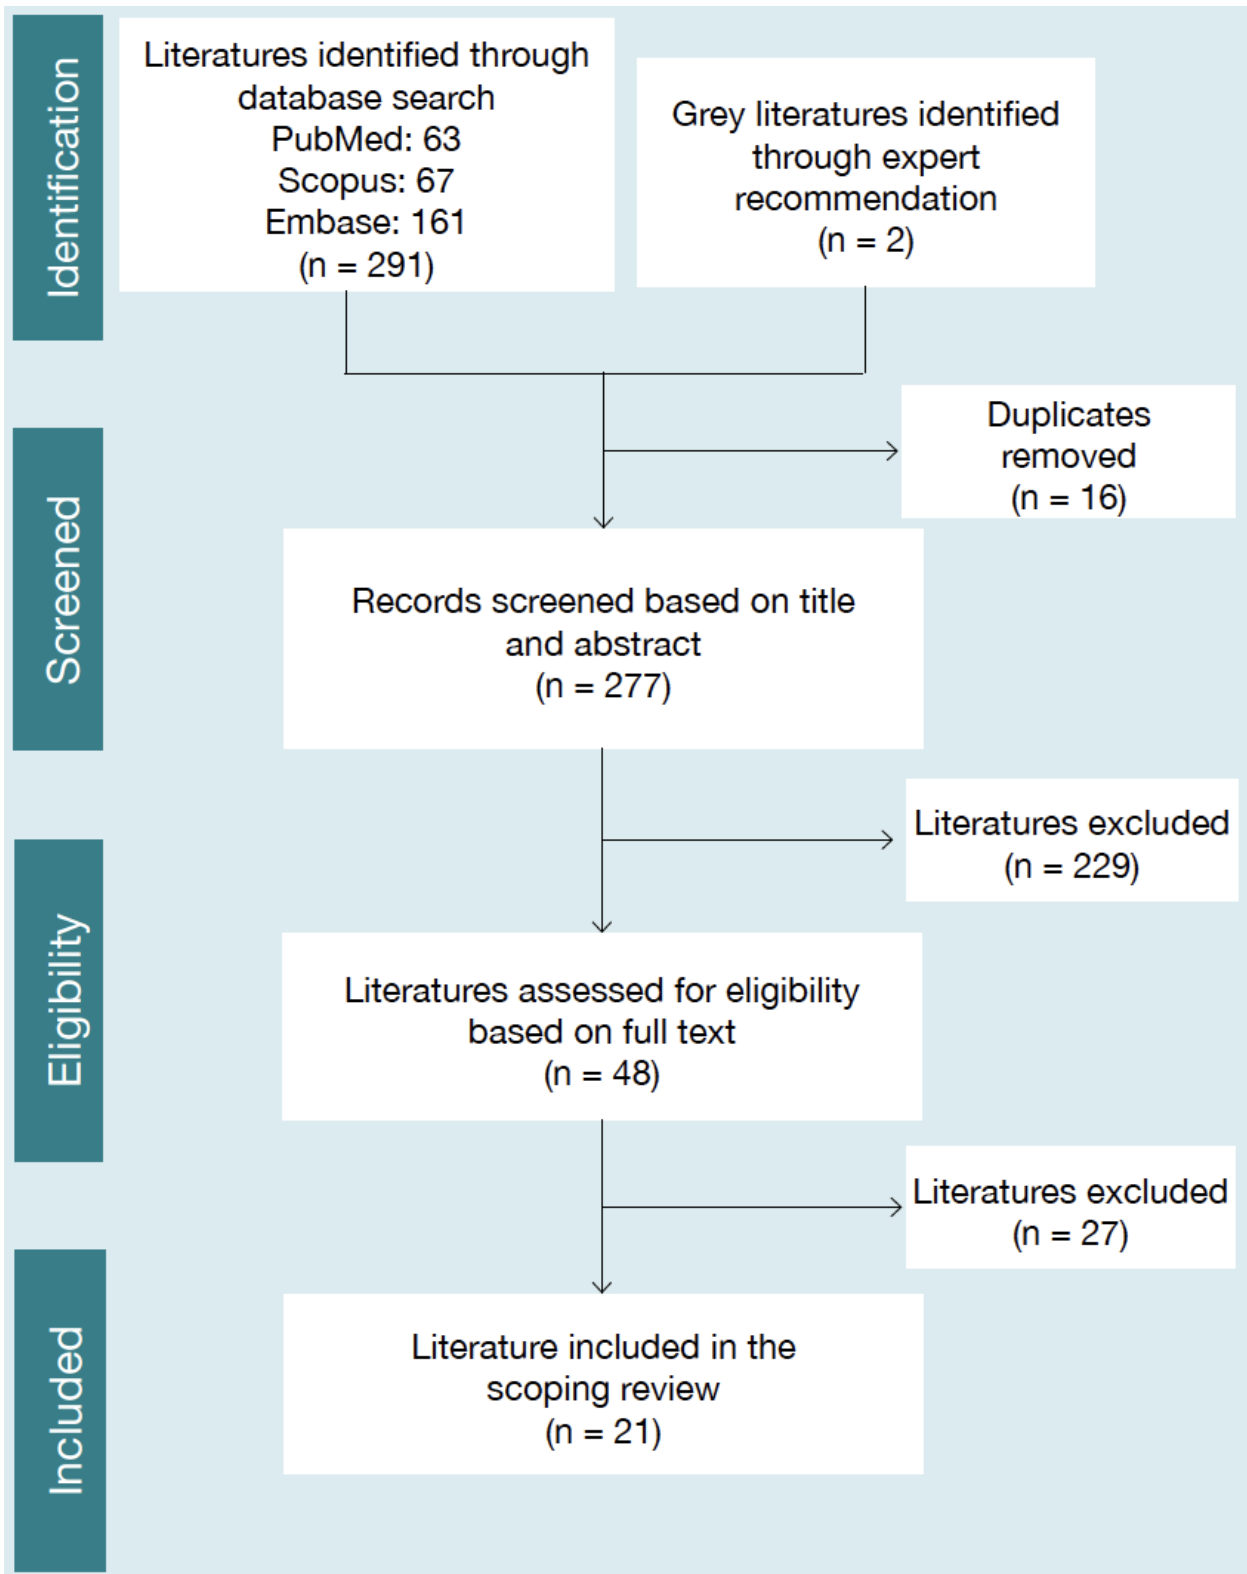 Identification
Literatures identified through
database search
PubMed: 63
Scopus: 67
Embase: 161
(n = 291)
Grey literatures identified
through expert
recommendation
(n = 2)
Duplicates
removed
(n = 16)
Screened
Records screened based on title
and abstract
(n = 277)
Literatures excluded
(n = 229)
Eligibility
Literatures assessed for eligibility
based on full text
(n = 48)
Literatures excluded
(n = 27)
Included
Literature included in the
scoping review
(n = 21)